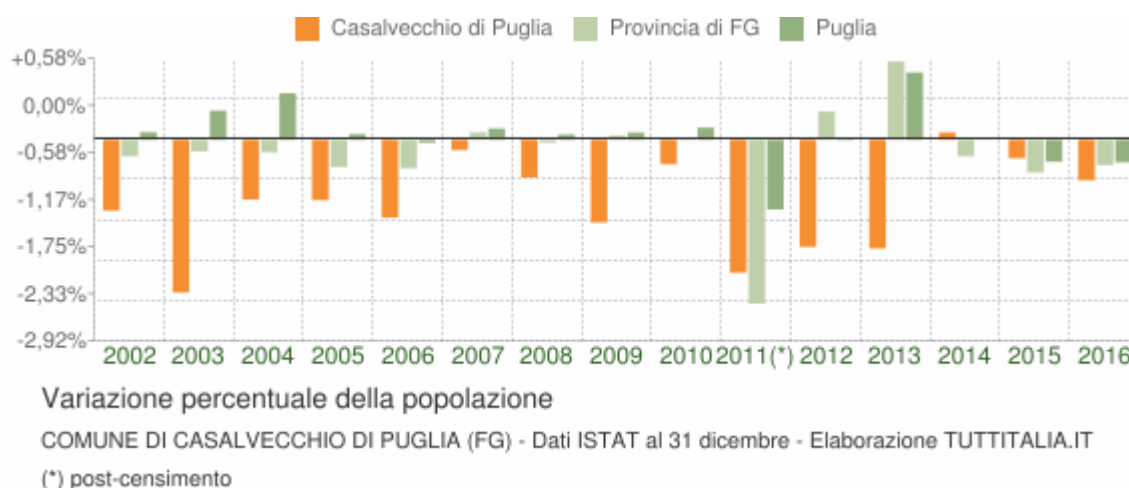 Casalvecchio di Puglia Provincia di FG Puglia
+0,58%
0,00%
-0,58%
-1,17%
-1,75%
-2,33%
-2,92%
2002 2003 2004 2005 2006 2007 2008 2009 2010 2011(*) 2012 2013 2014 2015 2016
Variazione percentuale della popolazione
COMUNE DI CASALVECCHIO DI PUGLIA (FG) - Dati ISTAT al 31 dicembre - Elaborazione TUTTITALIA.IT
(*) post-censimento